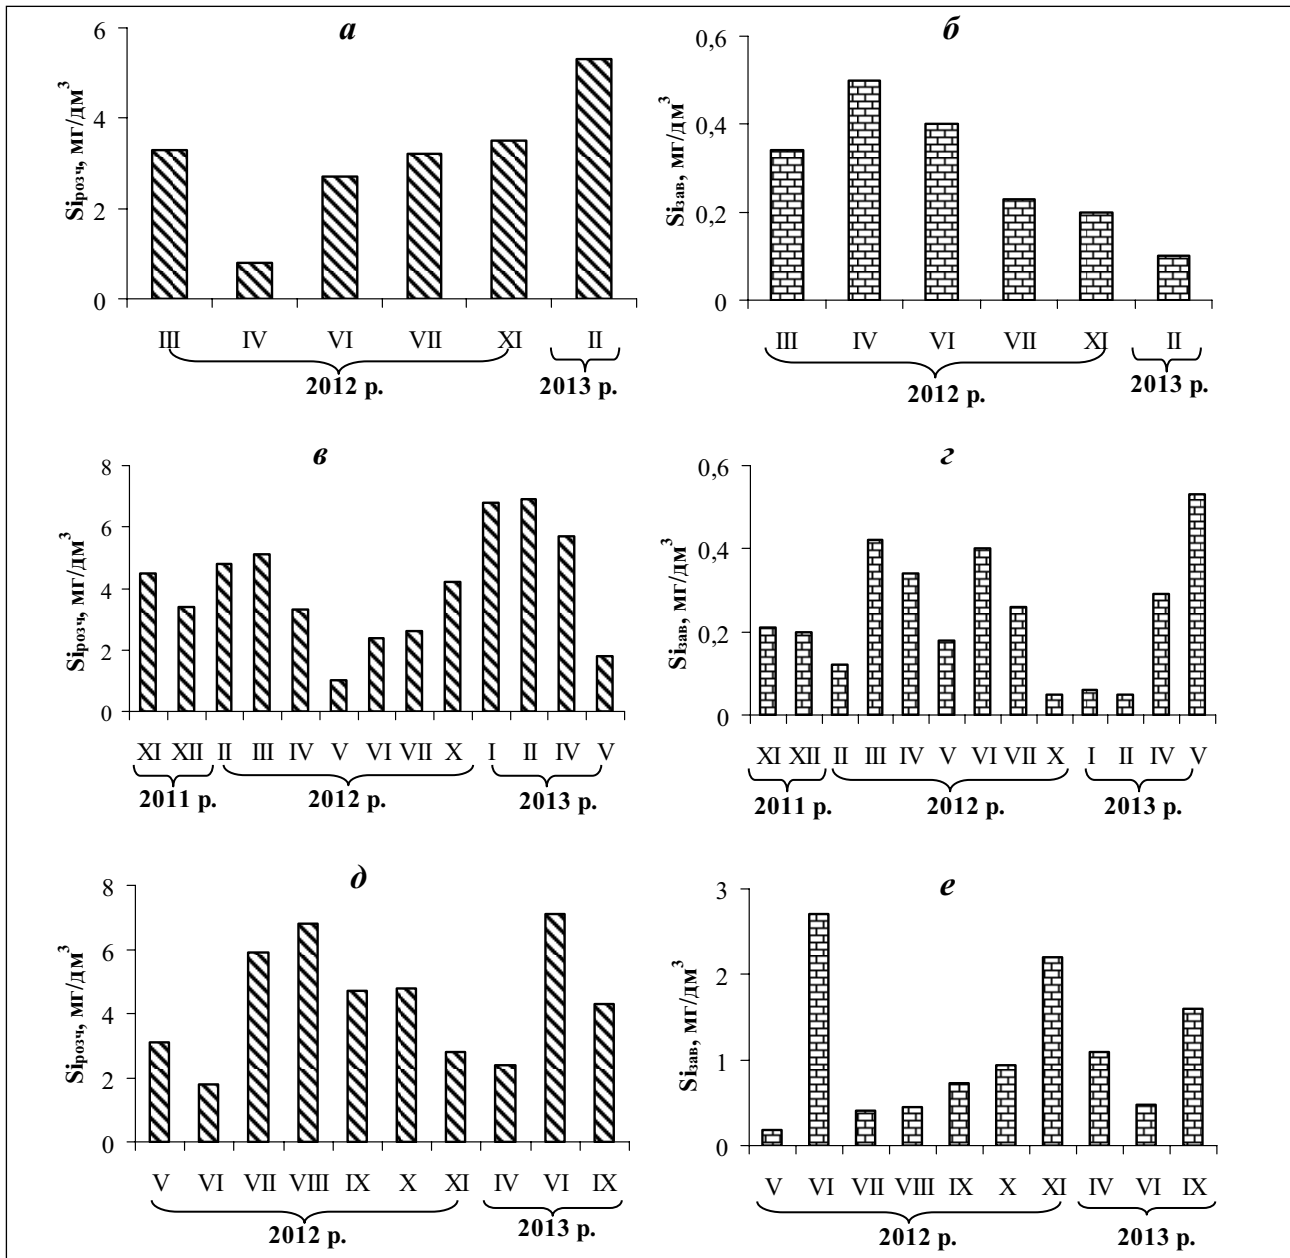 а
Siрозч, мг/дм³
6
4
2
0
III IV VI VII XI II
2012 р. 2013 р.
б
Siзав, мг/дм³
0,6
0,4
0,2
0
III IV VI VII XI II
2012 р. 2013 р.
в
Siрозч, мг/дм³
8
6
4
2
0
XI XII II III IV V VI VII X I II IV V
2011 р. 2012 р. 2013 р.
г
Siзав, мг/дм³
0,6
0,4
0,2
0
XI XII II III IV V VI VII X I II IV V
2011 р. 2012 р. 2013 р.
д
Siрозч, мг/дм³
8
6
4
2
0
V VI VII VIII IX X XI IV VI IX
2012 р. 2013 р.
е
Siзав, мг/дм³
3
2
1
0
V VI VII VIII IX X XI IV VI IX
2012 р. 2013 р.